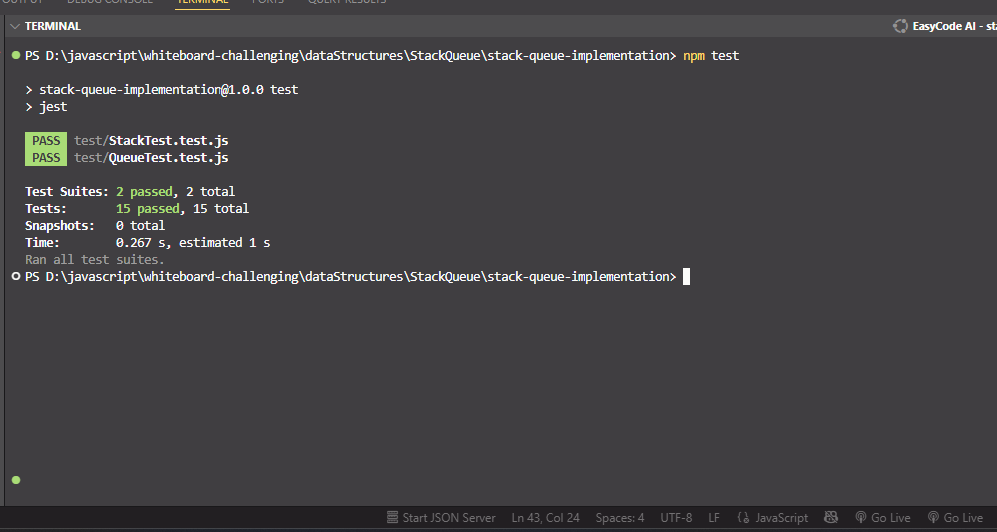 OUTPUT DEBUG CONSOLE TERMINAL PORTS QUERY RESULTS
TERMINAL
EasyCode AI - sta
PS D:\javascript\whiteboard-challenging\dataStructures\StackQueue\stack-queue-implementation> npm test
> stack-queue-implementation@1.0.0 test
> jest
PASS test/StackTest.test.js
PASS test/QueueTest.test.js
Test Suites: 2 passed, 2 total
Tests: 15 passed, 15 total
Snapshots: 0 total
Time: 0.267 s, estimated 1 s
Ran all test suites.
PS D:\javascript\whiteboard-challenging\dataStructures\StackQueue\stack-queue-implementation>
Start JSON Server Ln 43, Col 24 Spaces: 4 UTF-8 LF {} JavaScript Go Live Go Live